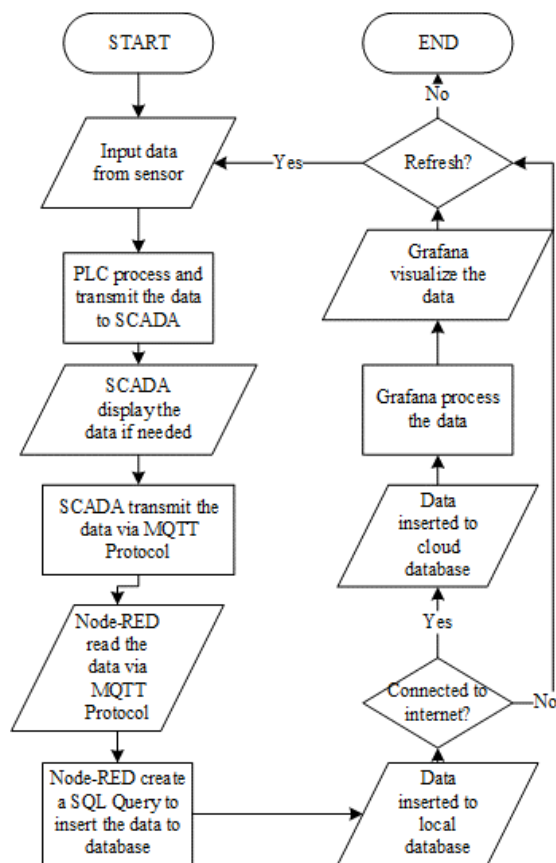 START
Input data
from sensor
PLC process and
transmit the data
to SCADA
SCADA
display the
data if needed
SCADA transmit the
data via MQTT
Protocol
Node-RED
read the
data via
MQTT
Protocol
Node-RED create
a SQL Query to
insert the data to
database
Data
inserted to
local
database
Connected to
internet?
No
Yes
Data
inserted to
cloud
database
Grafana process
the data
Grafana
visualize the
data
Refresh?
Yes
No
END